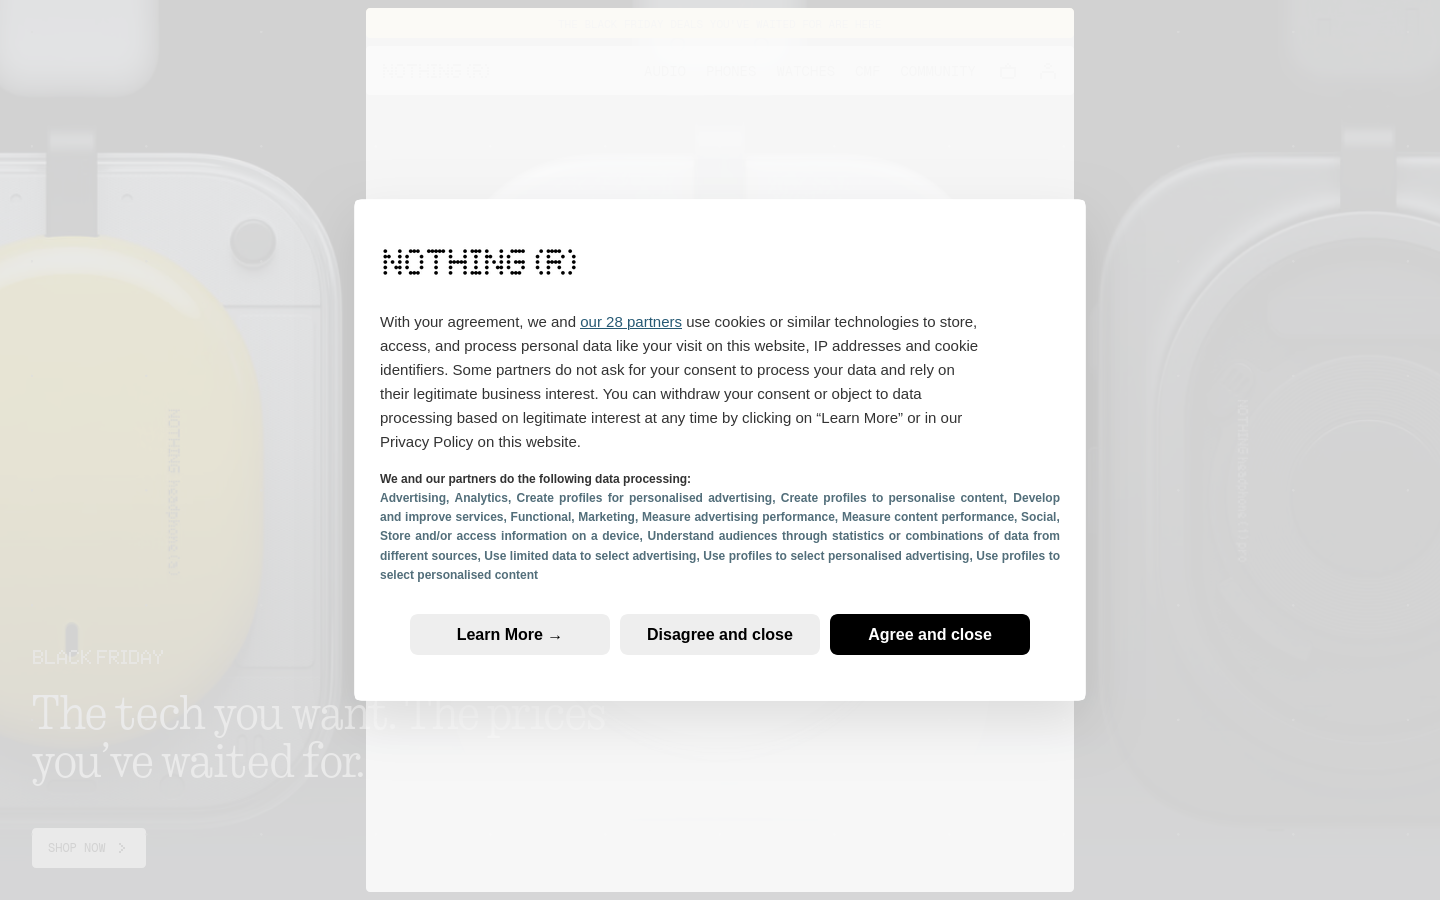 NOTHING (R)
With your agreement, we and our 28 partners use cookies or similar technologies to store,
access, and process personal data like your visit on this website, IP addresses and cookie
identifiers. Some partners do not ask for your consent to process your data and rely on
their legitimate business interest. You can withdraw your consent or object to data
processing based on legitimate interest at any time by clicking on “Learn More” or in our
Privacy Policy on this website.
We and our partners do the following data processing:
Advertising, Analytics, Create profiles for personalised advertising, Create profiles to personalise content, Develop
and improve services, Functional, Marketing, Measure advertising performance, Measure content performance, Social,
Store and/or access information on a device, Understand audiences through statistics or combinations of data from
different sources, Use limited data to select advertising, Use profiles to select personalised advertising, Use profiles to
select personalised content
Learn More →
Disagree and close
Agree and close
NOTHING headphone (a)
BLACK FRIDAY
The tech you want. The prices
you’ve waited for.
SHOP NOW